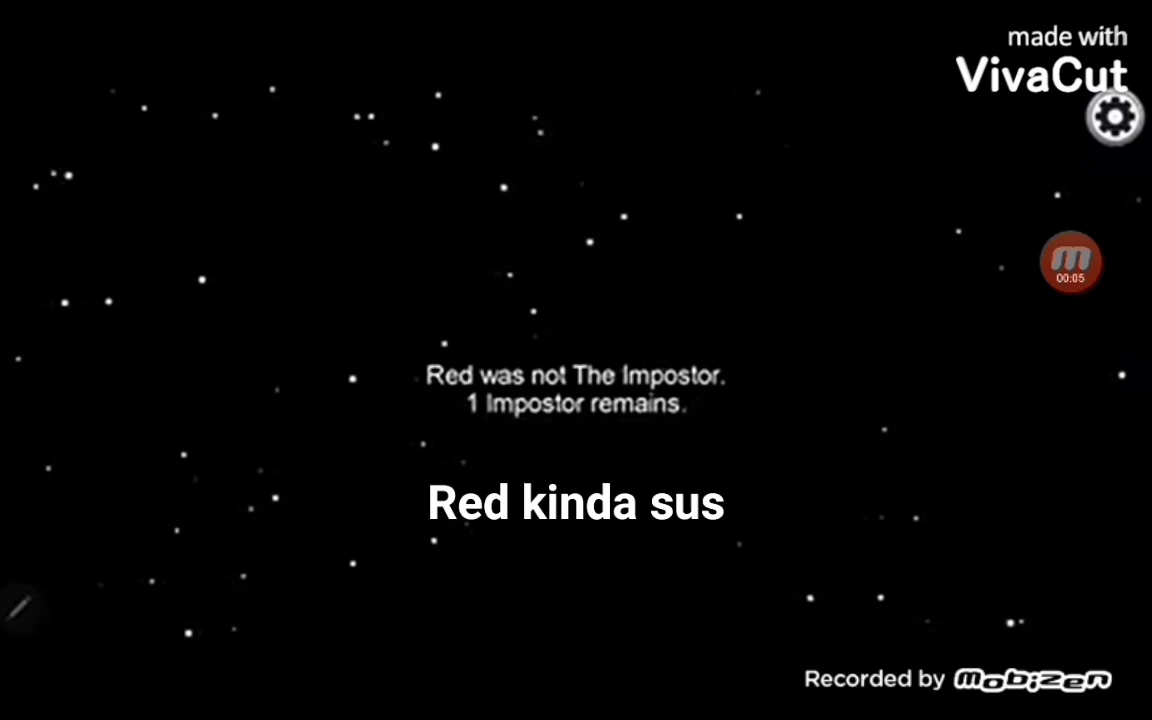 made with
VivaCut
00:05
Red was not The Impostor.
1 Impostor remains.
Red kinda sus
Recorded by mobizen